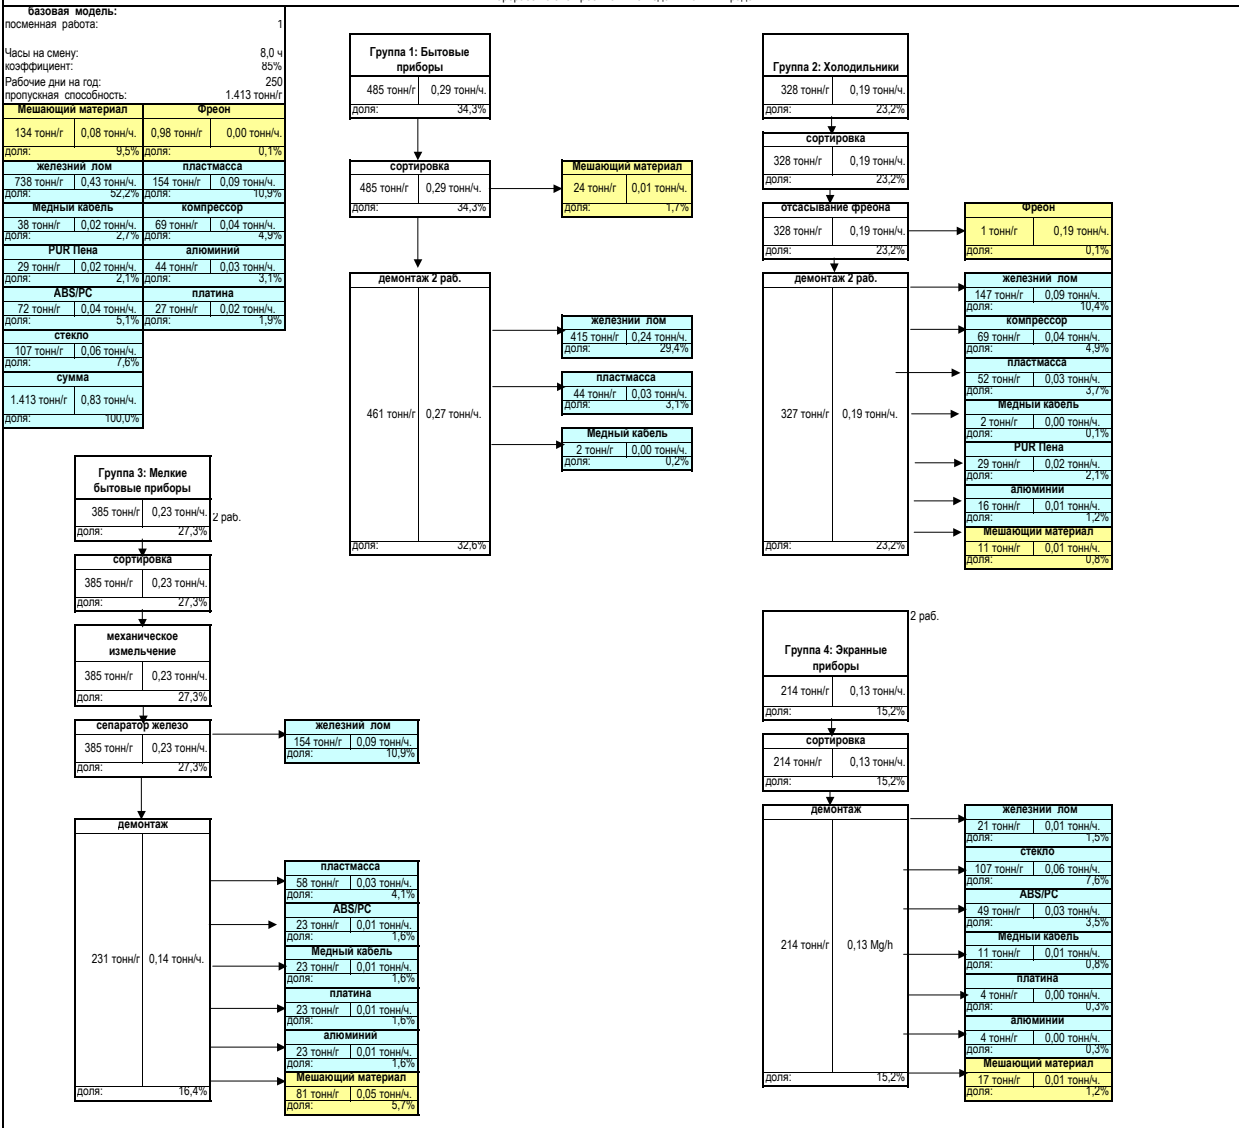 базовая модель:
посменная работа: 1
Часы на смену: 8,0 ч
коэффициент: 85%
Рабочие дни на год: 250
пропускная способность: 1.413 тонн/г
Мешающий материал Фреон
134 тонн/г 0,08 тонн/ч. 0,98 тонн/г 0,00 тонн/ч.
доля: 9,5% доля: 0,1%
железний лом пластмасса
738 тонн/г 0,43 тонн/ч. 154 тонн/г 0,09 тонн/ч.
доля: 52,2% доля: 10,9%
Медный кабель компрессор
38 тонн/г 0,02 тонн/ч. 69 тонн/г 0,04 тонн/ч.
доля: 2,7% доля: 4,9%
PUR Пена алюминий
29 тонн/г 0,02 тонн/ч. 44 тонн/г 0,03 тонн/ч.
доля: 2,1% доля: 3,1%
ABS/PC платина
72 тонн/г 0,04 тонн/ч. 27 тонн/г 0,02 тонн/ч.
доля: 5,1% доля: 1,9%
стекло
107 тонн/г 0,06 тонн/ч.
доля: 7,6%
сумма
1.413 тонн/г 0,83 тонн/ч.
доля: 100,0%
Группа 1: Бытовые
приборы
485 тонн/г 0,29 тонн/ч.
доля: 34,3%
сортировка
485 тонн/г 0,29 тонн/ч.
доля: 34,3%
Мешающий материал
24 тонн/г 0,01 тонн/ч.
доля: 1,7%
демонтаж 2 раб.
461 тонн/г 0,27 тонн/ч.
доля: 32,6%
железний лом
415 тонн/г 0,24 тонн/ч.
доля: 29,4%
пластмасса
44 тонн/г 0,03 тонн/ч.
доля: 3,1%
Медный кабель
2 тонн/г 0,00 тонн/ч.
доля: 0,2%
Группа 2: Холодильники
328 тонн/г 0,19 тонн/ч.
доля: 23,2%
сортировка
328 тонн/г 0,19 тонн/ч.
доля: 23,2%
отсасывание фреона
328 тонн/г 0,19 тонн/ч.
доля: 23,2%
Фреон
1 тонн/г 0,19 тонн/ч.
доля: 0,1%
демонтаж 2 раб.
327 тонн/г 0,19 тонн/ч.
доля: 23,2%
железний лом
147 тонн/г 0,09 тонн/ч.
доля: 10,4%
компрессор
69 тонн/г 0,04 тонн/ч.
доля: 4,9%
пластмасса
52 тонн/г 0,03 тонн/ч.
доля: 3,7%
Медный кабель
2 тонн/г 0,00 тонн/ч.
доля: 0,1%
PUR Пена
29 тонн/г 0,02 тонн/ч.
доля: 2,1%
алюминий
16 тонн/г 0,01 тонн/ч.
доля: 1,2%
Мешающий материал
11 тонн/г 0,01 тонн/ч.
доля: 0,8%
Группа 3: Мелкие
бытовые приборы
385 тонн/г 0,23 тонн/ч. 2 раб.
доля: 27,3%
сортировка
385 тонн/г 0,23 тонн/ч.
доля: 27,3%
механическое
измельчение
385 тонн/г 0,23 тонн/ч.
доля: 27,3%
сепаратор железо
385 тонн/г 0,23 тонн/ч.
доля: 27,3%
железний лом
154 тонн/г 0,09 тонн/ч.
доля: 10,9%
демонтаж
231 тонн/г 0,14 тонн/ч.
доля: 16,4%
пластмасса
58 тонн/г 0,03 тонн/ч.
доля: 4,1%
ABS/PC
23 тонн/г 0,01 тонн/ч.
доля: 1,6%
Медный кабель
23 тонн/г 0,01 тонн/ч.
доля: 1,6%
платина
23 тонн/г 0,01 тонн/ч.
доля: 1,6%
алюминий
23 тонн/г 0,01 тонн/ч.
доля: 1,6%
Мешающий материал
81 тонн/г 0,05 тонн/ч.
доля: 5,7%
2 раб.
Группа 4: Экранные
приборы
214 тонн/г 0,13 тонн/ч.
доля: 15,2%
сортировка
214 тонн/г 0,13 тонн/ч.
доля: 15,2%
демонтаж
214 тонн/г 0,13 Mg/h
доля: 15,2%
железний лом
21 тонн/г 0,01 тонн/ч.
доля: 1,5%
стекло
107 тонн/г 0,06 тонн/ч.
доля: 7,6%
ABS/PC
49 тонн/г 0,03 тонн/ч.
доля: 3,5%
Медный кабель
11 тонн/г 0,01 тонн/ч.
доля: 0,8%
платина
4 тонн/г 0,00 тонн/ч.
доля: 0,3%
алюминий
4 тонн/г 0,00 тонн/ч.
доля: 0,3%
Мешающий материал
17 тонн/г 0,01 тонн/ч.
доля: 1,2%